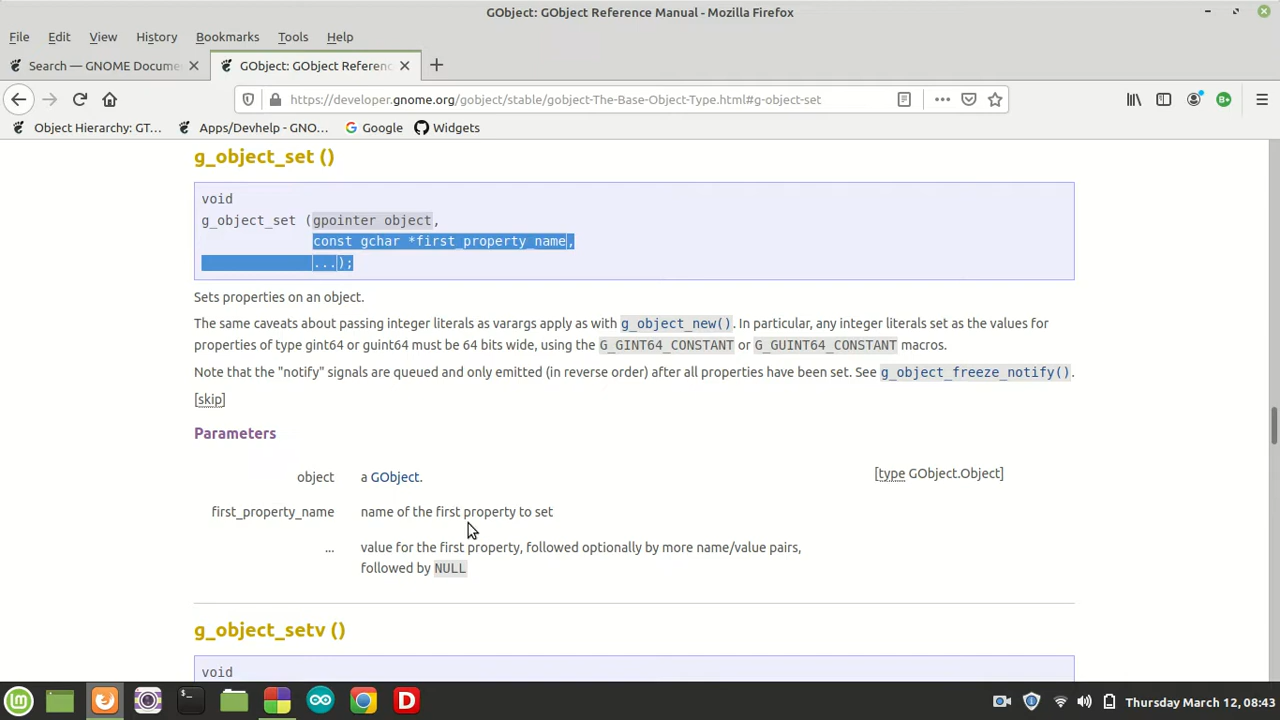 GObject: GObject Reference Manual - Mozilla Firefox
File Edit View History Bookmarks Tools Help
Search — GNOME Docume
GObject: GObject Referenc
https://developer.gnome.org/gobject/stable/gobject-The-Base-Object-Type.html#g-object-set
Object Hierarchy: GT… Apps/Devhelp - GNO… Google Widgets
g_object_set ()
void
g_object_set (gpointer object,
const gchar *first_property_name,
...);
Sets properties on an object.
The same caveats about passing integer literals as varargs apply as with g_object_new(). In particular, any integer literals set as the values for
properties of type gint64 or guint64 must be 64 bits wide, using the G_GINT64_CONSTANT or G_GUINT64_CONSTANT macros.
Note that the "notify" signals are queued and only emitted (in reverse order) after all properties have been set. See g_object_freeze_notify().
[skip]
Parameters
object a GObject. [type GObject.Object]
first_property_name name of the first property to set
... value for the first property, followed optionally by more name/value pairs,
followed by NULL
g_object_setv ()
void
Thursday March 12, 08:43